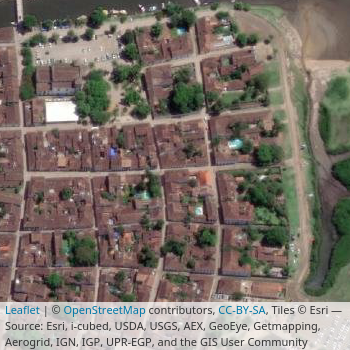 Leaflet | © OpenStreetMap contributors, CC-BY-SA, Tiles © Esri —
Source: Esri, i-cubed, USDA, USGS, AEX, GeoEye, Getmapping,
Aerogrid, IGN, IGP, UPR-EGP, and the GIS User Community